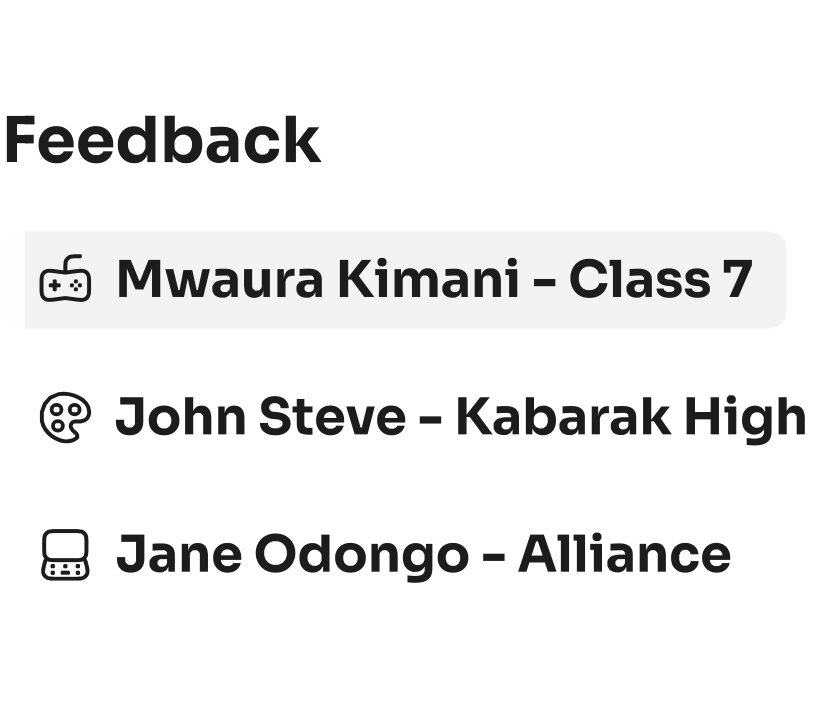 Feedback
Mwaura Kimani - Class 7
John Steve - Kabarak High
Jane Odongo - Alliance